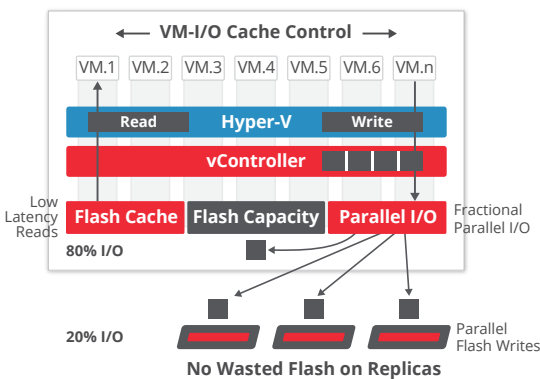 VM-I/O Cache Control
VM.1 VM.2 VM.3 VM.4 VM.5 VM.6 VM.n
Read Hyper-V Write
vController
Low
Latency
Reads
Flash Cache Flash Capacity Parallel I/O
Fractional
Parallel I/O
80% I/O
20% I/O
Parallel
Flash Writes
No Wasted Flash on Replicas